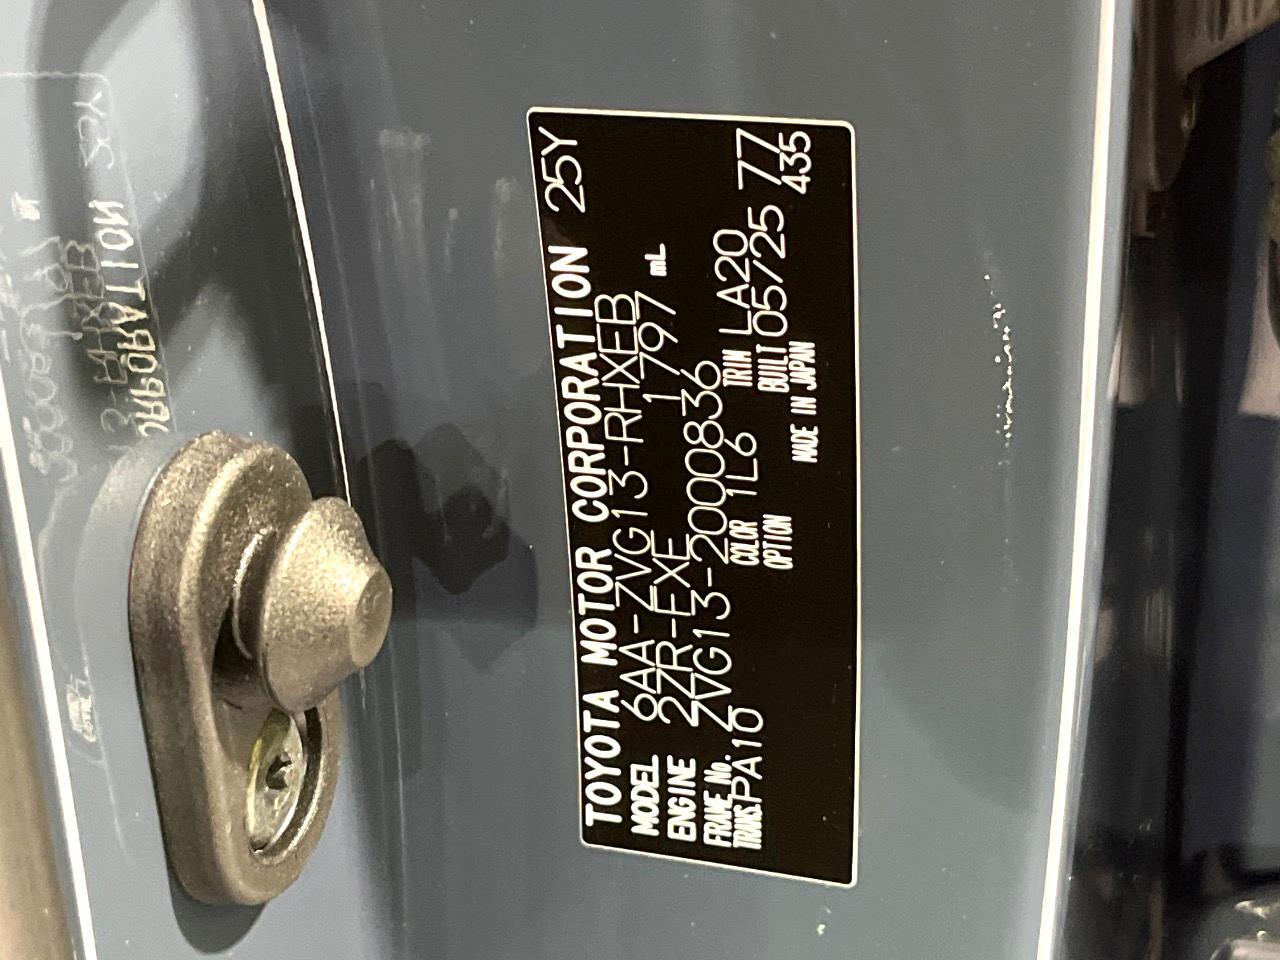 TOYOTA MOTOR CORPORATION 25Y
MODEL 6AA-ZVG13-RHXEB
ENGINE 2ZR-FXE 1797 mL
FRAME No. ZVG13-2000836
TRANS. PA10 COLOR 1L6 TRIM LA20 77
OPTION BUILT 05/25 435
MADE IN JAPAN